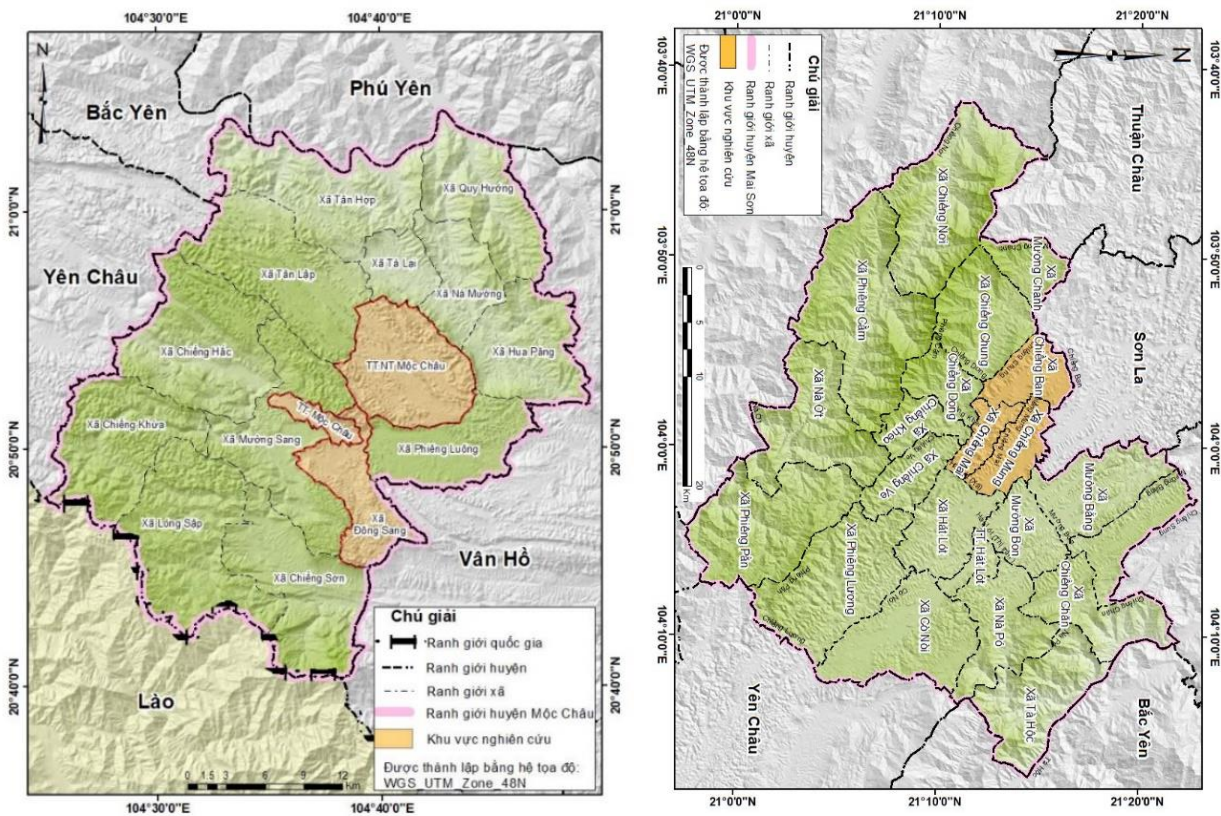 104°30'0"E
104°40'0"E
N
Phú Yên
Bắc Yên
21°0'0"N
21°0'0"N
Xã Quy Hướng
Xã Tân Hợp
Xã Tà Lại
Xã Tân Lập
Yên Châu
Xã Nà Mường
Xã Hua Păng
Xã Chiềng Hắc
TTNT Mộc Châu
TT. Mộc Châu
Xã Chiềng Khừa
Xã Mường Sang
Xã Phiêng Luông
20°50'0"N
20°50'0"N
Xã Lóng Sập
Xã
Đông Sang
Vân Hồ
Xã Chiềng Sơn
Chú giải
Ranh giới quốc gia
Ranh giới huyện
Ranh giới xã
Ranh giới huyện Mộc Châu
Khu vực nghiên cứu
Được thành lập bằng hệ tọa độ:
WGS_UTM_Zone_48N
20°40'0"N
20°40'0"N
Lào
0 1.5 3 6 9 12
Km
104°30'0"E
104°40'0"E
21°0'0"N
21°10'0"N
21°20'0"N
103°40'0"E
103°40'0"E
N
Chú giải
Ranh giới huyện
Ranh giới xã
Ranh giới huyện Mai Sơn
Khu vực nghiên cứu
Được thành lập bằng hệ tọa độ:
WGS_UTM_Zone_48N
Thuận Châu
Xã Chiềng Nơi
103°50'0"E
103°50'0"E
Xã
Mường Chanh
Xã Phiêng Cằm
Xã Chiềng Chung
Sơn La
0 5 10 20
Km
Xã
Chiềng Ban
Xã Nà Ớt
Xã
Chiềng Dong
Xã
Chiềng Kheo
Xã Chiềng Mai
Xã Chiềng Mung
104°0'0"E
104°0'0"E
Xã Chiềng Ve
Xã
Mường Bằng
Xã Phiêng Pằn
Xã Phiêng Lương
Xã Hát Lót
TT. Hát Lót
Xã
Mường Bon
Xã
Chiềng Chăn
Xã Cò Nòi
Xã Nà Pó
104°10'0"E
104°10'0"E
Xã Tà Hộc
Yên Châu
Bắc Yên
21°0'0"N
21°10'0"N
21°20'0"N